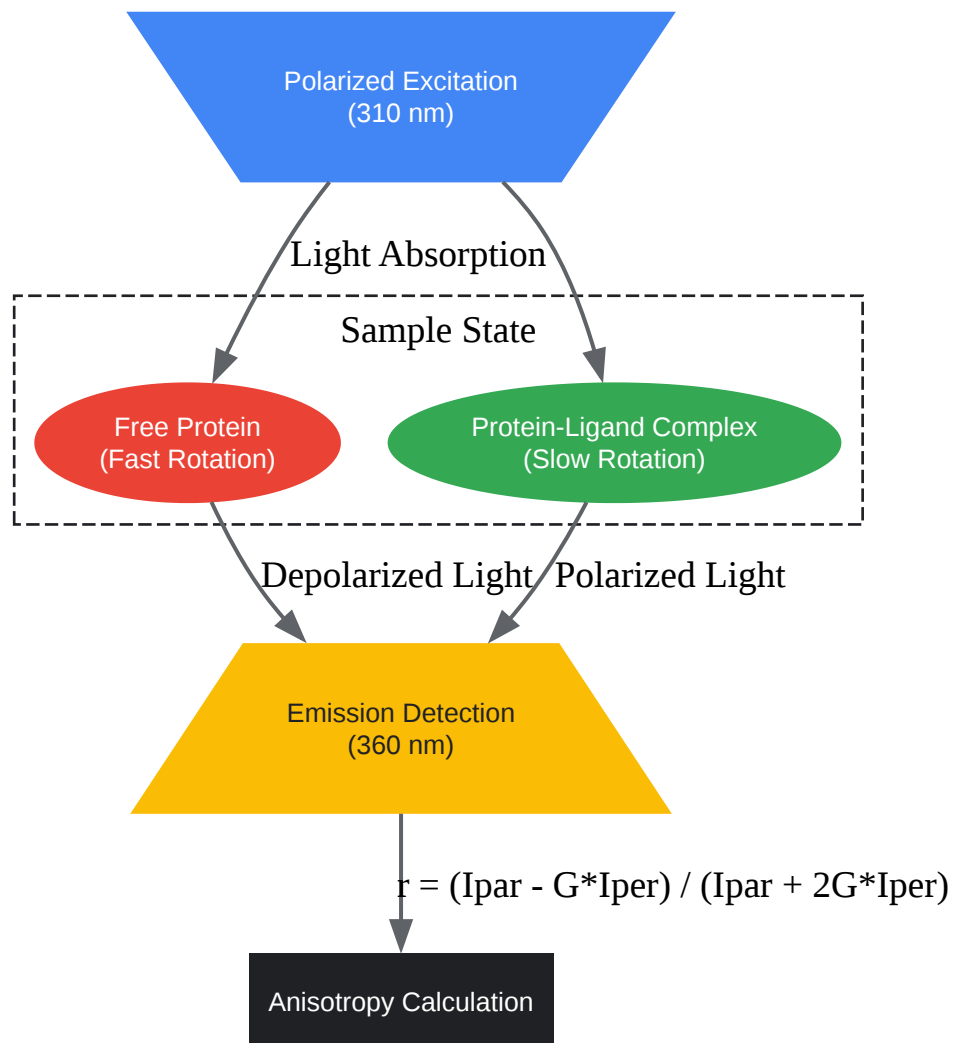 Polarized Excitation
(310 nm)
Light Absorption
Sample State
Free Protein
(Fast Rotation)
Protein-Ligand Complex
(Slow Rotation)
Depolarized Light
Polarized Light
Emission Detection
(360 nm)
r = (Ipar - G*Iper) / (Ipar + 2G*Iper)
Anisotropy Calculation